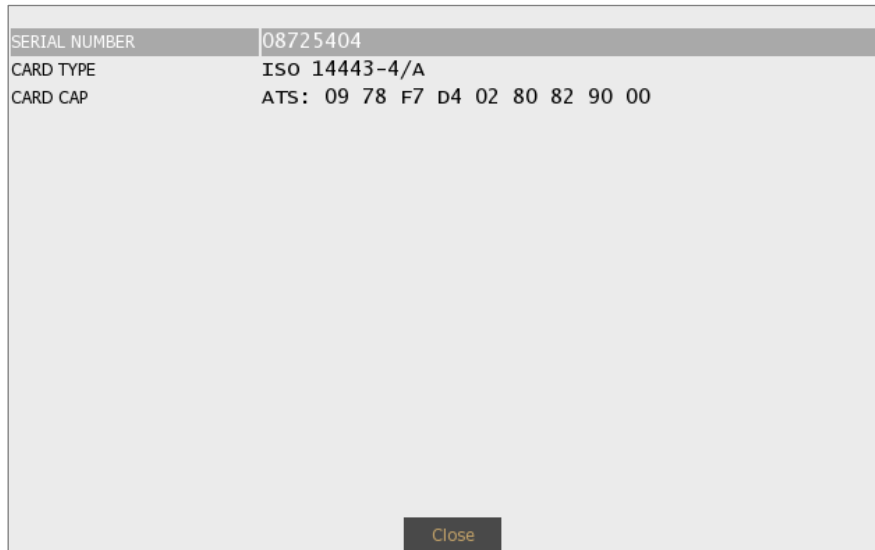 SERIAL NUMBER 08725404
CARD TYPE ISO 14443-4/A
CARD CAP ATS: 09 78 F7 D4 02 80 82 90 00
Close